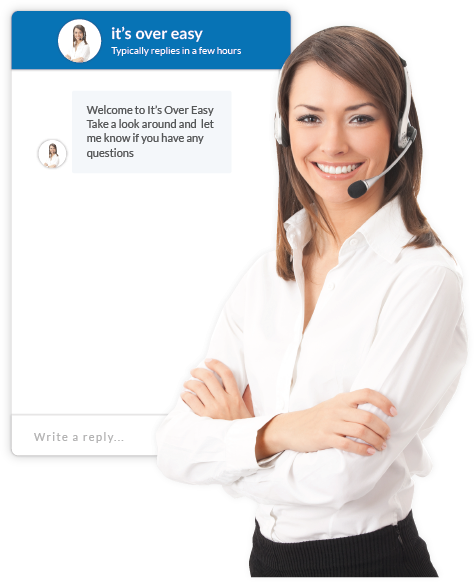 it's over easy
Typically replies in a few hours
Welcome to It's Over Easy
Take a look around and let
me know if you have any
questions
Write a reply...